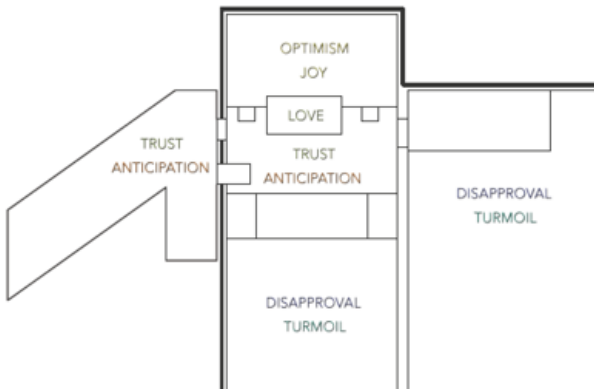 OPTIMISM
JOY
LOVE
TRUST
ANTICIPATION
TRUST
ANTICIPATION
DISAPPROVAL
TURMOIL
DISAPPROVAL
TURMOIL